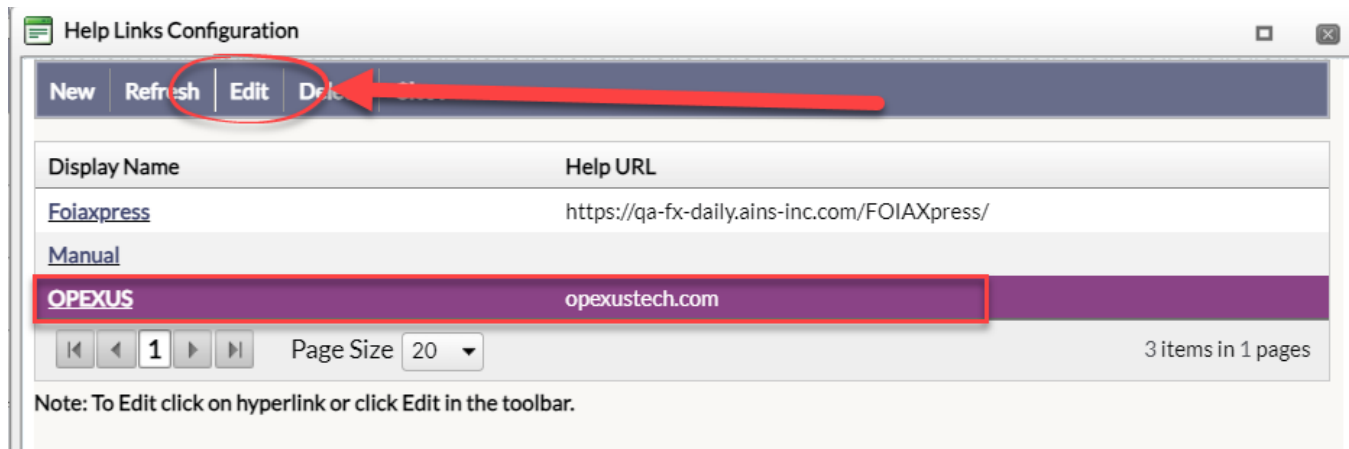 Help Links Configuration
New Refresh Edit
Display Name Help URL
Foiaxpress https://qa-fx-daily.ains-inc.com/FOIAXpress/
Manual
OPEXUS opexustech.com
1 Page Size 20 3 items in 1 pages
Note: To Edit click on hyperlink or click Edit in the toolbar.